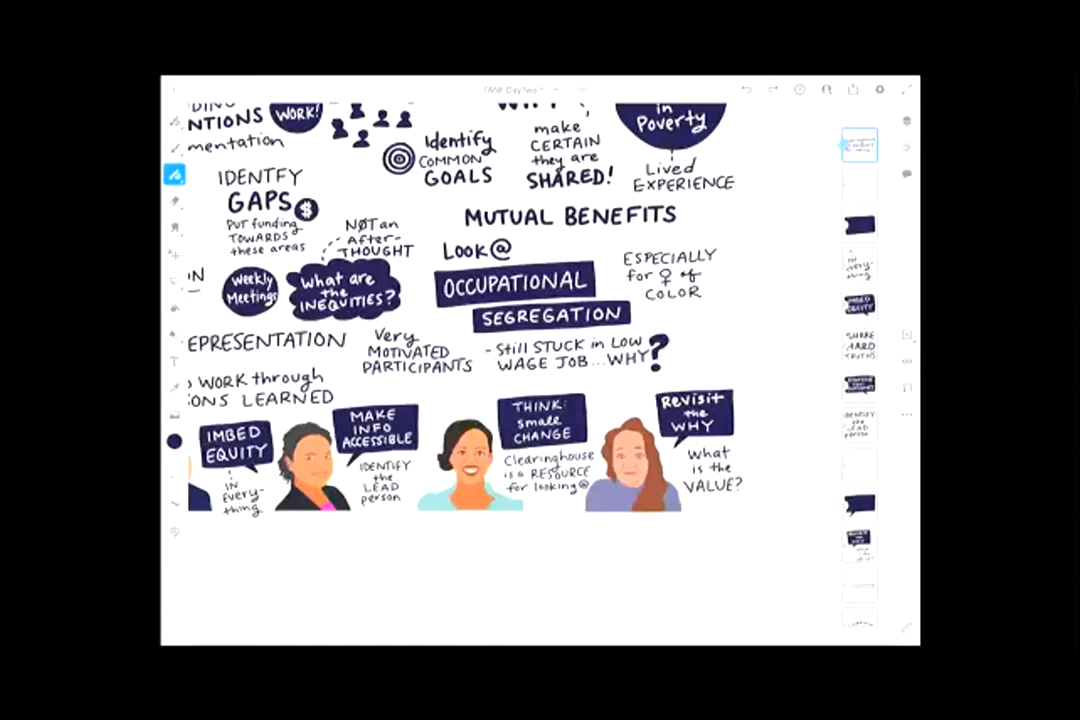 WORK!
NTIONS
mentation
Identify
COMMON
GOALS
make
CERTAIN
they are
SHARED!
in
Poverty
Lived
EXPERIENCE
IDENTFY
GAPS $
PUT funding
TOWARDS
these areas
NØT an
AFTER-
THOUGHT
MUTUAL BENEFITS
LOOK @
OCCUPATIONAL
SEGREGATION
ESPECIALLY
for ♀ of
COLOR
Weekly
Meetings
What are
the
INEQUITIES?
EPRESENTATION
Very
MOTIVATED
PARTICIPANTS
- Still STUCK in LOW
WAGE JOB...WHY?
WORK through
ONS LEARNED
IMBED
EQUITY
IN
Every-
thing
MAKE
INFO
ACCESSIBLE
IDENTIFY
the
LEAD
person
THINK:
small
CHANGE
Clearinghouse
is a RESOURCE
for looking @
Revisit
the
WHY
What
is the
VALUE?